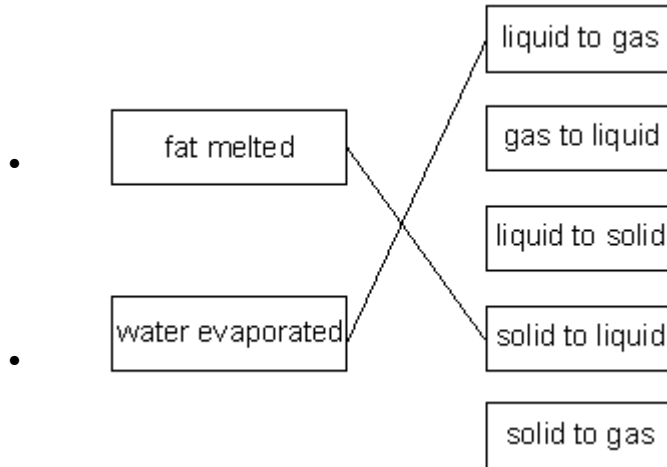 liquid to gas
fat melted
gas to liquid
liquid to solid
water evaporated
solid to liquid
solid to gas